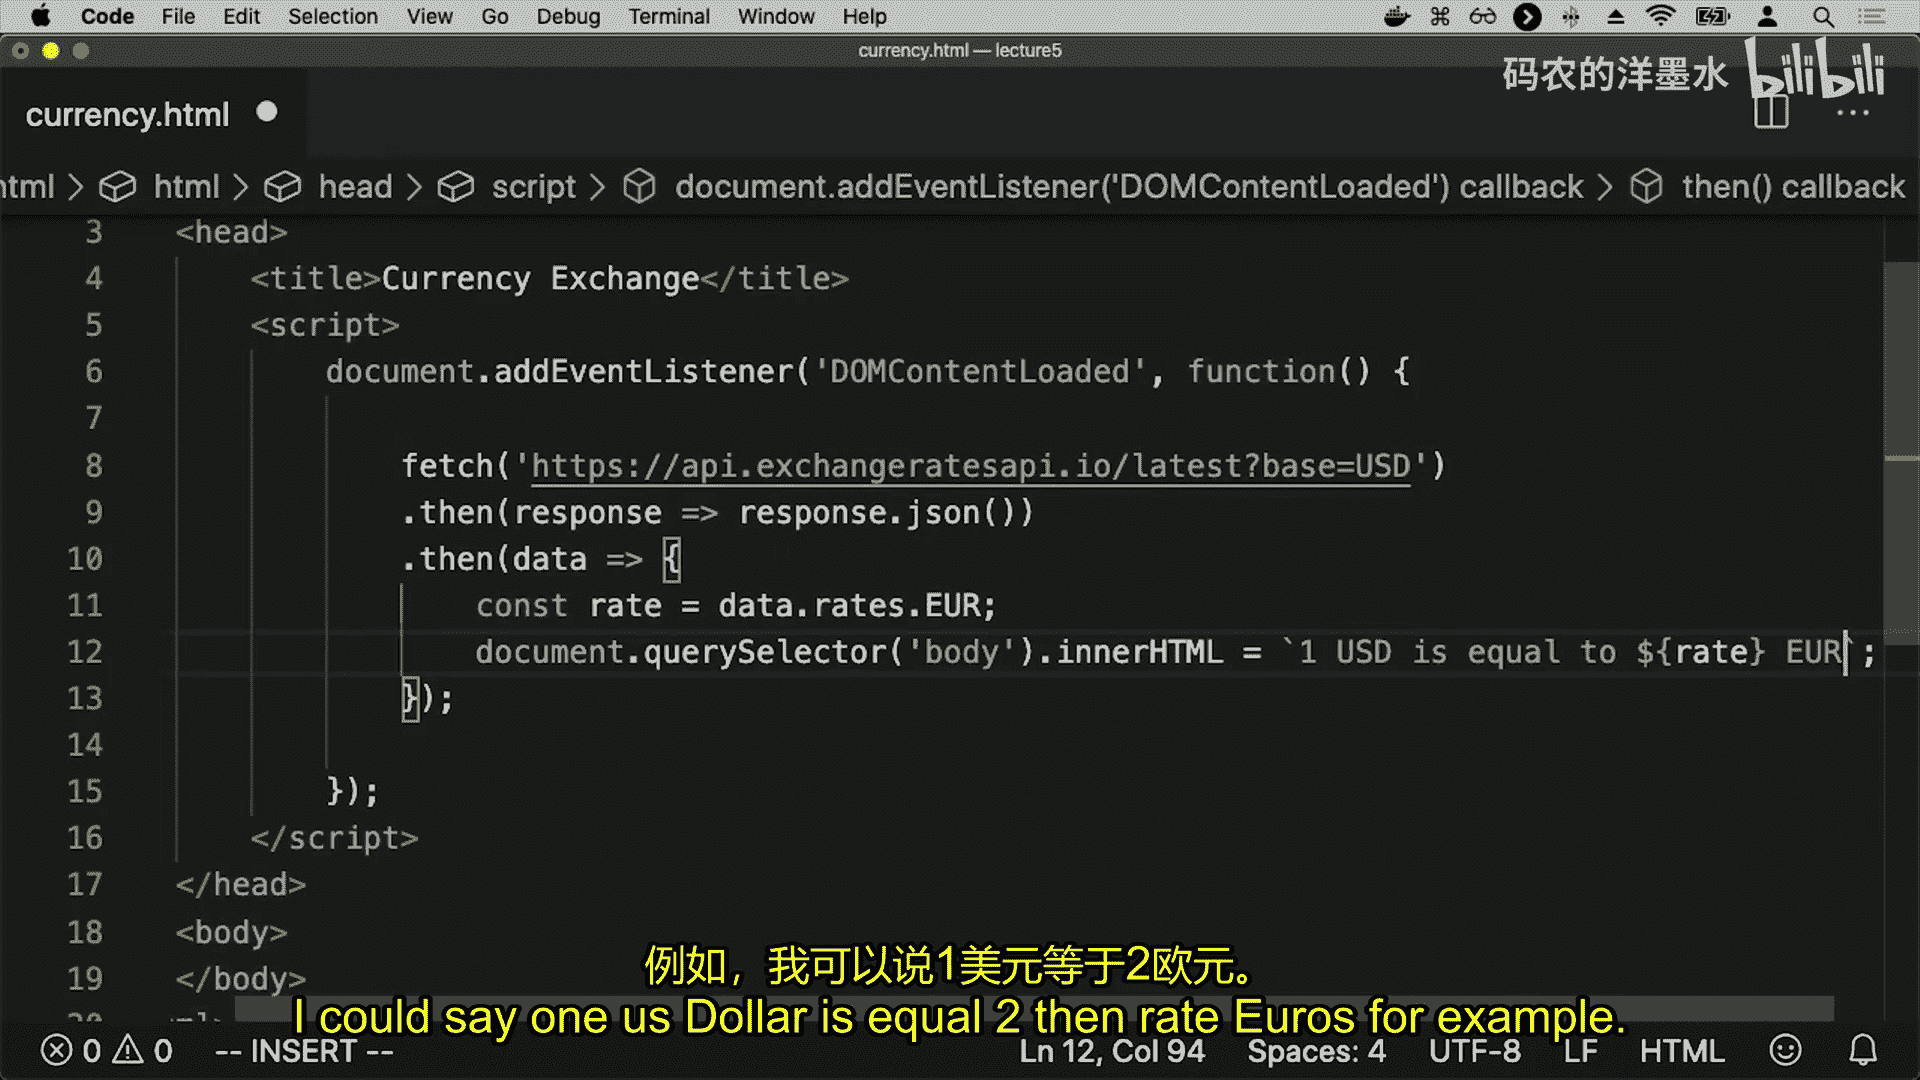 Code File Edit Selection View Go Debug Terminal Window Help
currency.html — lecture5
码农的洋墨水 bilibili
currency.html
html > html > head > script > document.addEventListener('DOMContentLoaded') callback > then() callback
3 <head>
4 <title>Currency Exchange</title>
5 <script>
6 document.addEventListener('DOMContentLoaded', function() {
7
8 fetch('https://api.exchangeratesapi.io/latest?base=USD')
9 .then(response => response.json())
10 .then(data => {
11 const rate = data.rates.EUR;
12 document.querySelector('body').innerHTML = `1 USD is equal to ${rate} EUR`;
13 });
14
15 });
16 </script>
17 </head>
18 <body>
19 </body>
例如，我可以说1美元等于2欧元。
I could say one us Dollar is equal 2 then rate Euros for example.
0 0 -- INSERT -- Ln 12, Col 94 Spaces: 4 UTF-8 LF HTML